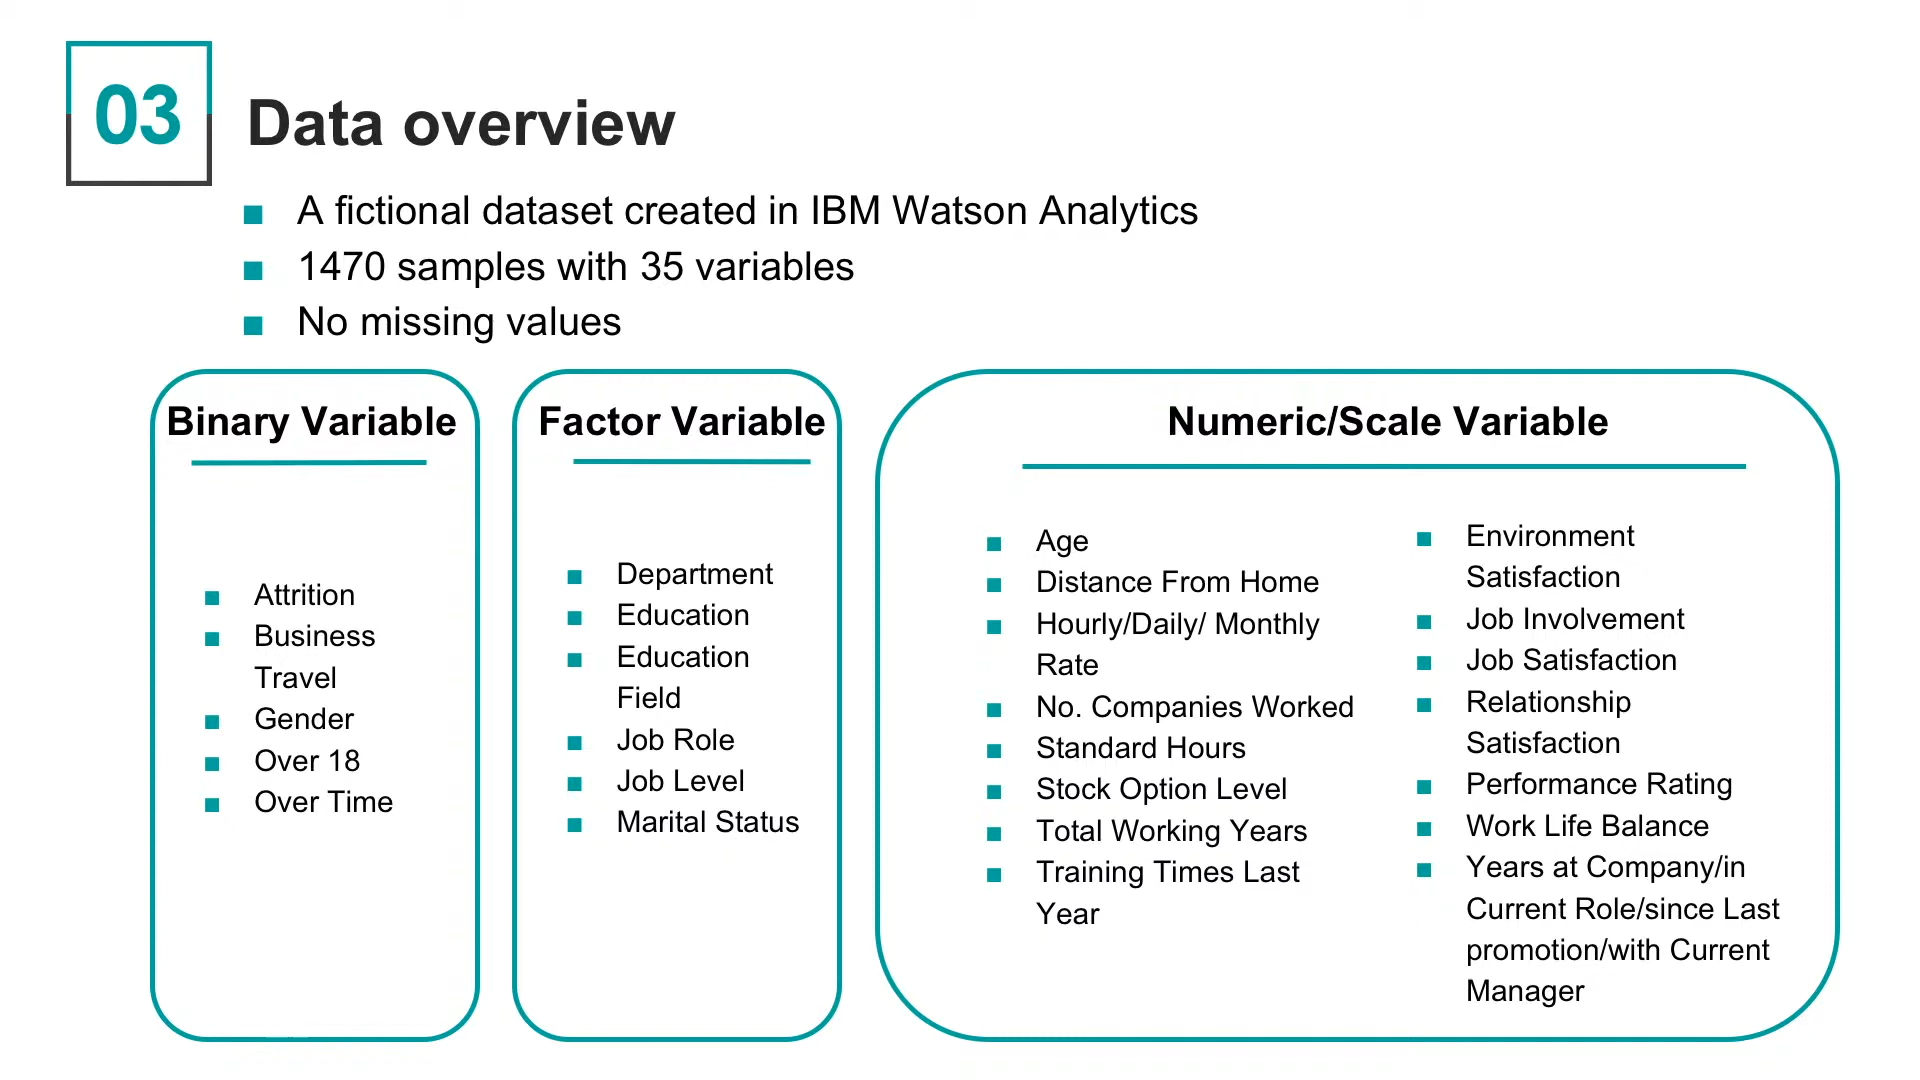 03
Data overview
A fictional dataset created in IBM Watson Analytics
1470 samples with 35 variables
No missing values
Binary Variable
Attrition
Business
Travel
Gender
Over 18
Over Time
Factor Variable
Department
Education
Education
Field
Job Role
Job Level
Marital Status
Numeric/Scale Variable
Age
Distance From Home
Hourly/Daily/ Monthly
Rate
No. Companies Worked
Standard Hours
Stock Option Level
Total Working Years
Training Times Last
Year
Environment
Satisfaction
Job Involvement
Job Satisfaction
Relationship
Satisfaction
Performance Rating
Work Life Balance
Years at Company/in
Current Role/since Last
promotion/with Current
Manager